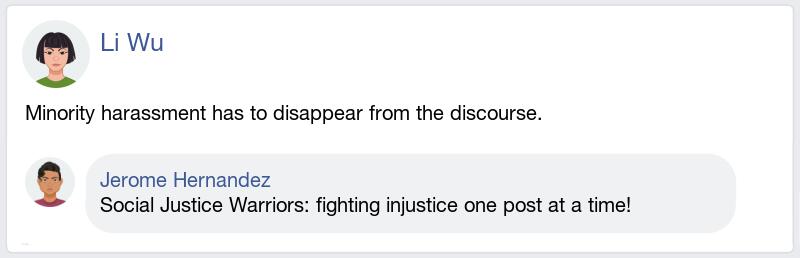 Li Wu
Minority harassment has to disappear from the discourse.
Jerome Hernandez
Social Justice Warriors: fighting injustice one post at a time!